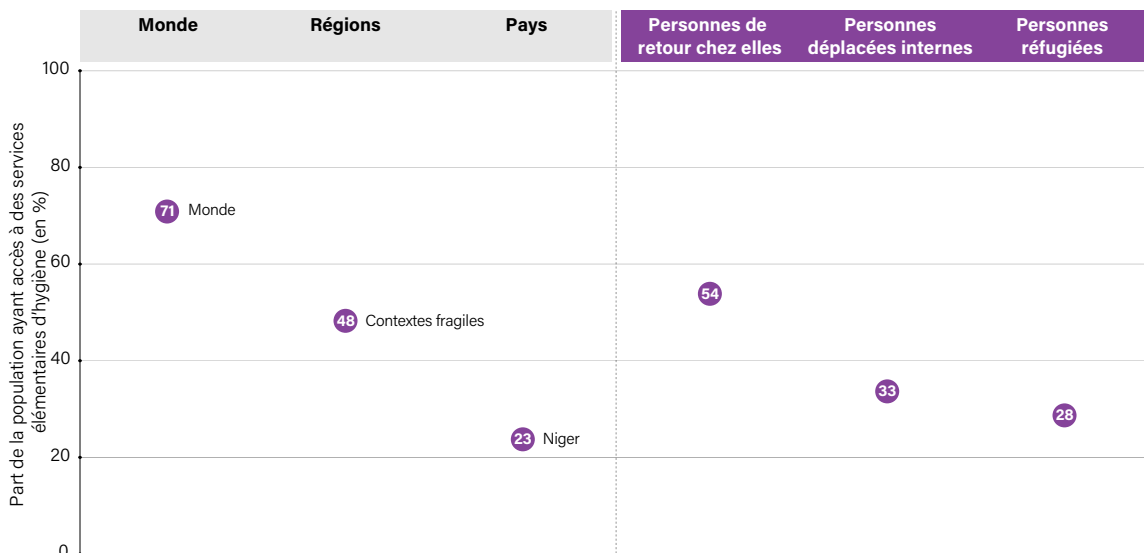 Monde
Régions
Pays
Personnes de
retour chez elles
Personnes
déplacées internes
Personnes
réfugiées
Part de la population ayant accès à des services
élémentaires d'hygiène (en %)
100
80
60
40
20
0
71 Monde
48 Contextes fragiles
23 Niger
54
33
28